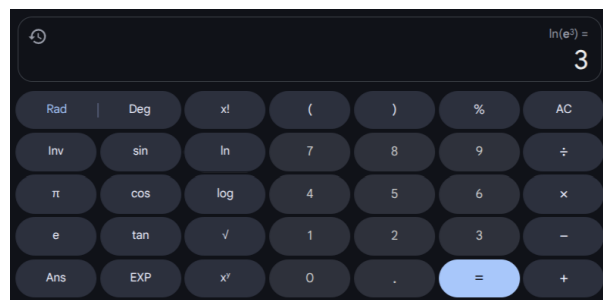 ln(e³) =
3
Rad | Deg x! ( ) % AC
Inv sin ln 7 8 9 ÷
π cos log 4 5 6 ×
e tan √ 1 2 3 −
Ans EXP xʸ 0 . = +